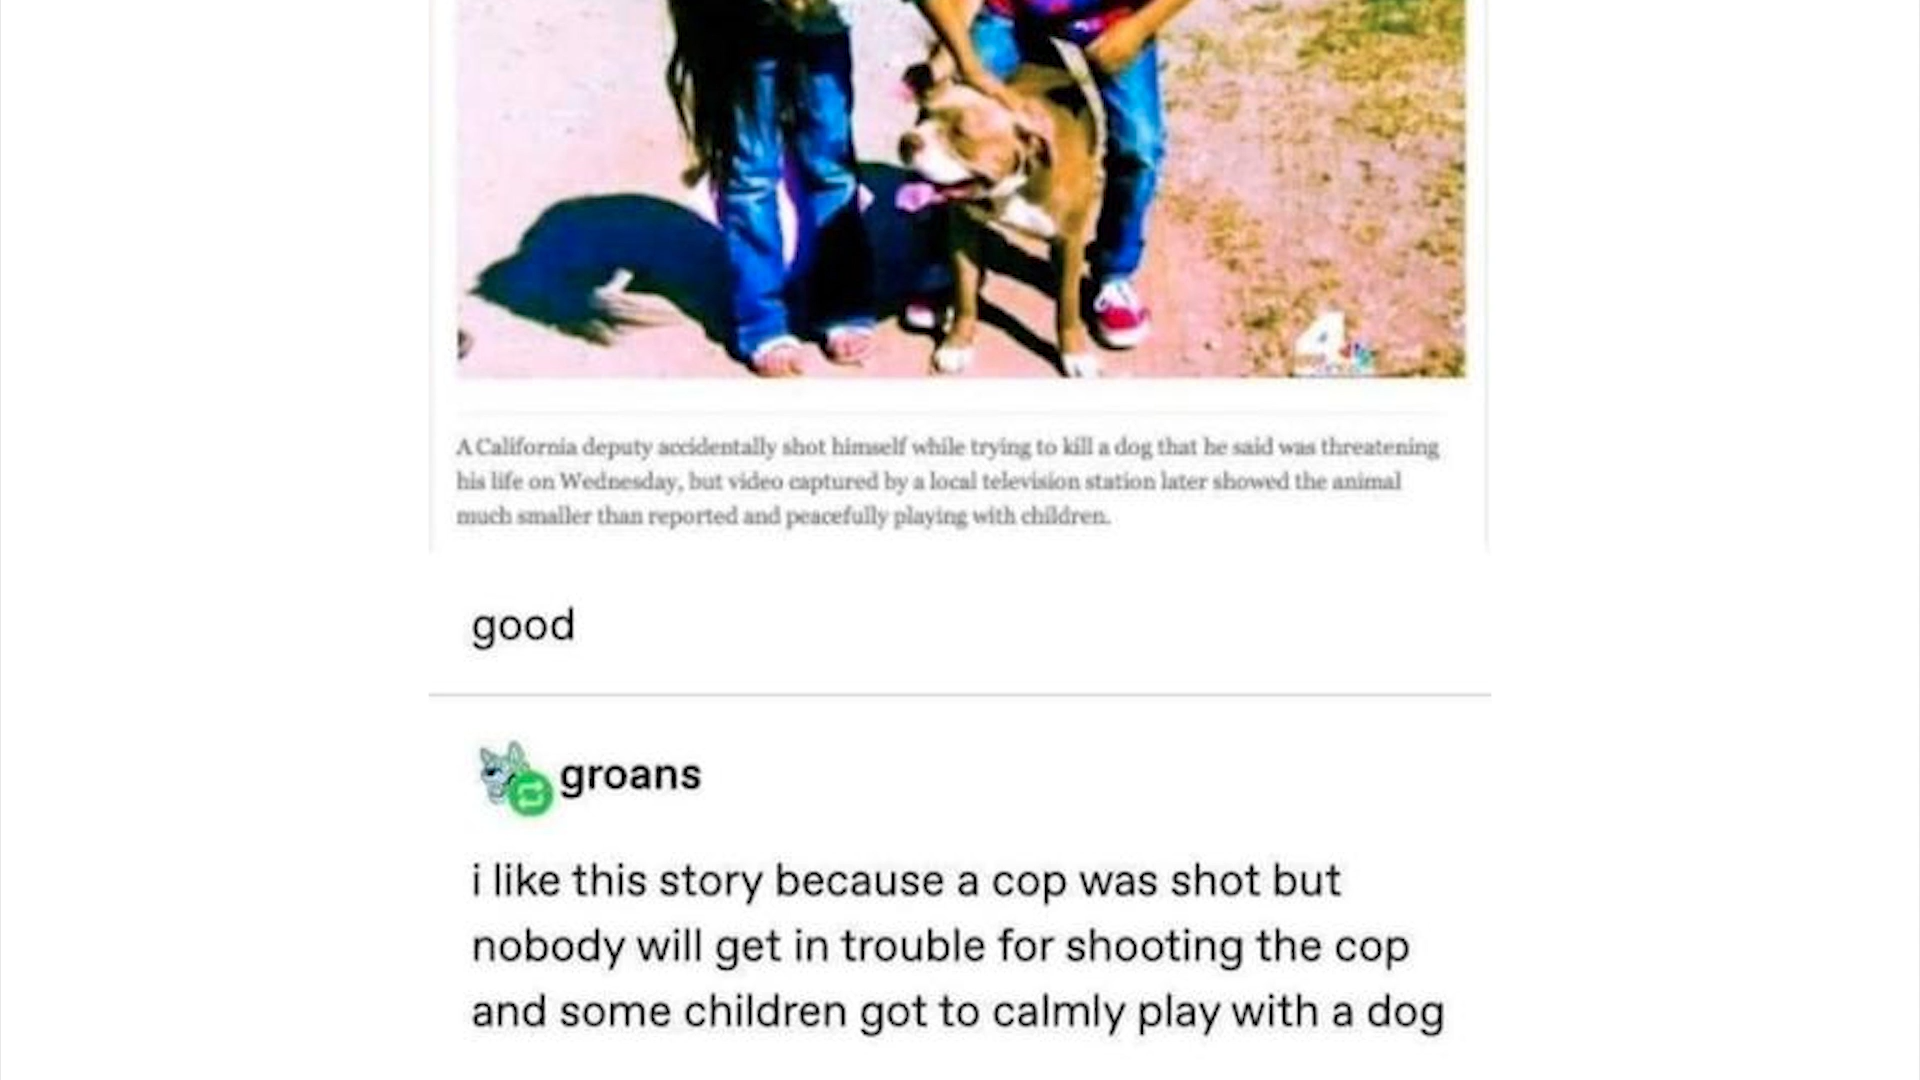 4
A California deputy accidentally shot himself while trying to kill a dog that he said was threatening
his life on Wednesday, but video captured by a local television station later showed the animal
much smaller than reported and peacefully playing with children.
good
groans
i like this story because a cop was shot but
nobody will get in trouble for shooting the cop
and some children got to calmly play with a dog